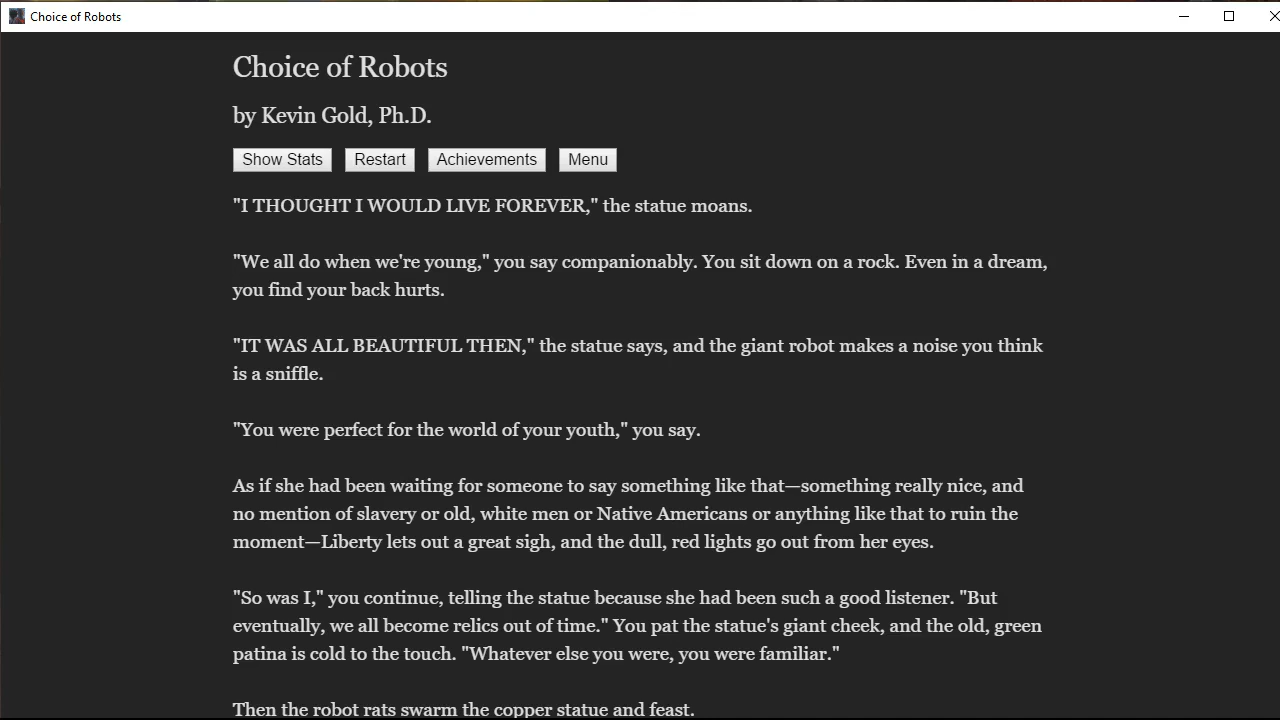 Choice of Robots
Choice of Robots
by Kevin Gold, Ph.D.
Show Stats Restart Achievements Menu
"I THOUGHT I WOULD LIVE FOREVER," the statue moans.
"We all do when we're young," you say companionably. You sit down on a rock. Even in a dream,
you find your back hurts.
"IT WAS ALL BEAUTIFUL THEN," the statue says, and the giant robot makes a noise you think
is a sniffle.
"You were perfect for the world of your youth," you say.
As if she had been waiting for someone to say something like that—something really nice, and
no mention of slavery or old, white men or Native Americans or anything like that to ruin the
moment—Liberty lets out a great sigh, and the dull, red lights go out from her eyes.
"So was I," you continue, telling the statue because she had been such a good listener. "But
eventually, we all become relics out of time." You pat the statue's giant cheek, and the old, green
patina is cold to the touch. "Whatever else you were, you were familiar."
Then the robot rats swarm the copper statue and feast.